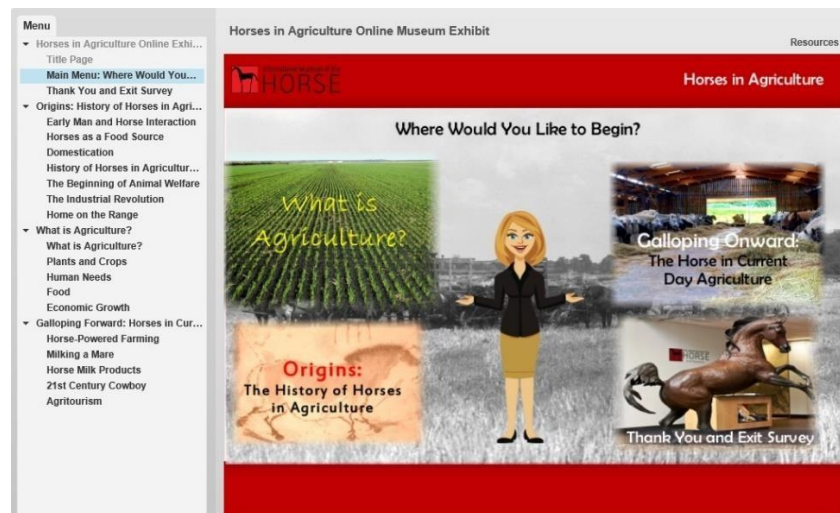 Menu
Horses in Agriculture Online Exhi...
Title Page
Main Menu: Where Would You...
Thank You and Exit Survey
Origins: History of Horses in Agri...
Early Man and Horse Interaction
Horses as a Food Source
Domestication
History of Horses in Agricultur...
The Beginning of Animal Welfare
The Industrial Revolution
Home on the Range
What is Agriculture?
What is Agriculture?
Plants and Crops
Human Needs
Food
Economic Growth
Galloping Forward: Horses in Cur...
Horse-Powered Farming
Milking a Mare
Horse Milk Products
21st Century Cowboy
Agritourism
Horses in Agriculture Online Museum Exhibit
Resources
HORSE
Horses in Agriculture
Where Would You Like to Begin?
What is
Agriculture?
Galloping Onward:
The Horse in Current
Day Agriculture
Origins:
The History of Horses
in Agriculture
HORSE
Thank You and Exit Survey